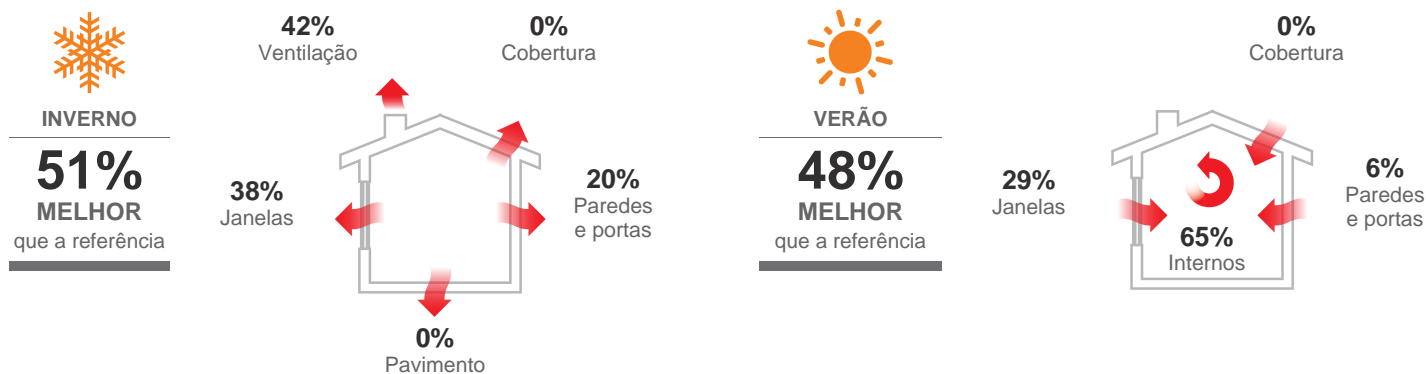 INVERNO
51%
MELHOR
que a referência
42%
Ventilação
0%
Cobertura
38%
Janelas
20%
Paredes
e portas
0%
Pavimento
VERÃO
48%
MELHOR
que a referência
0%
Cobertura
29%
Janelas
65%
Internos
6%
Paredes
e portas